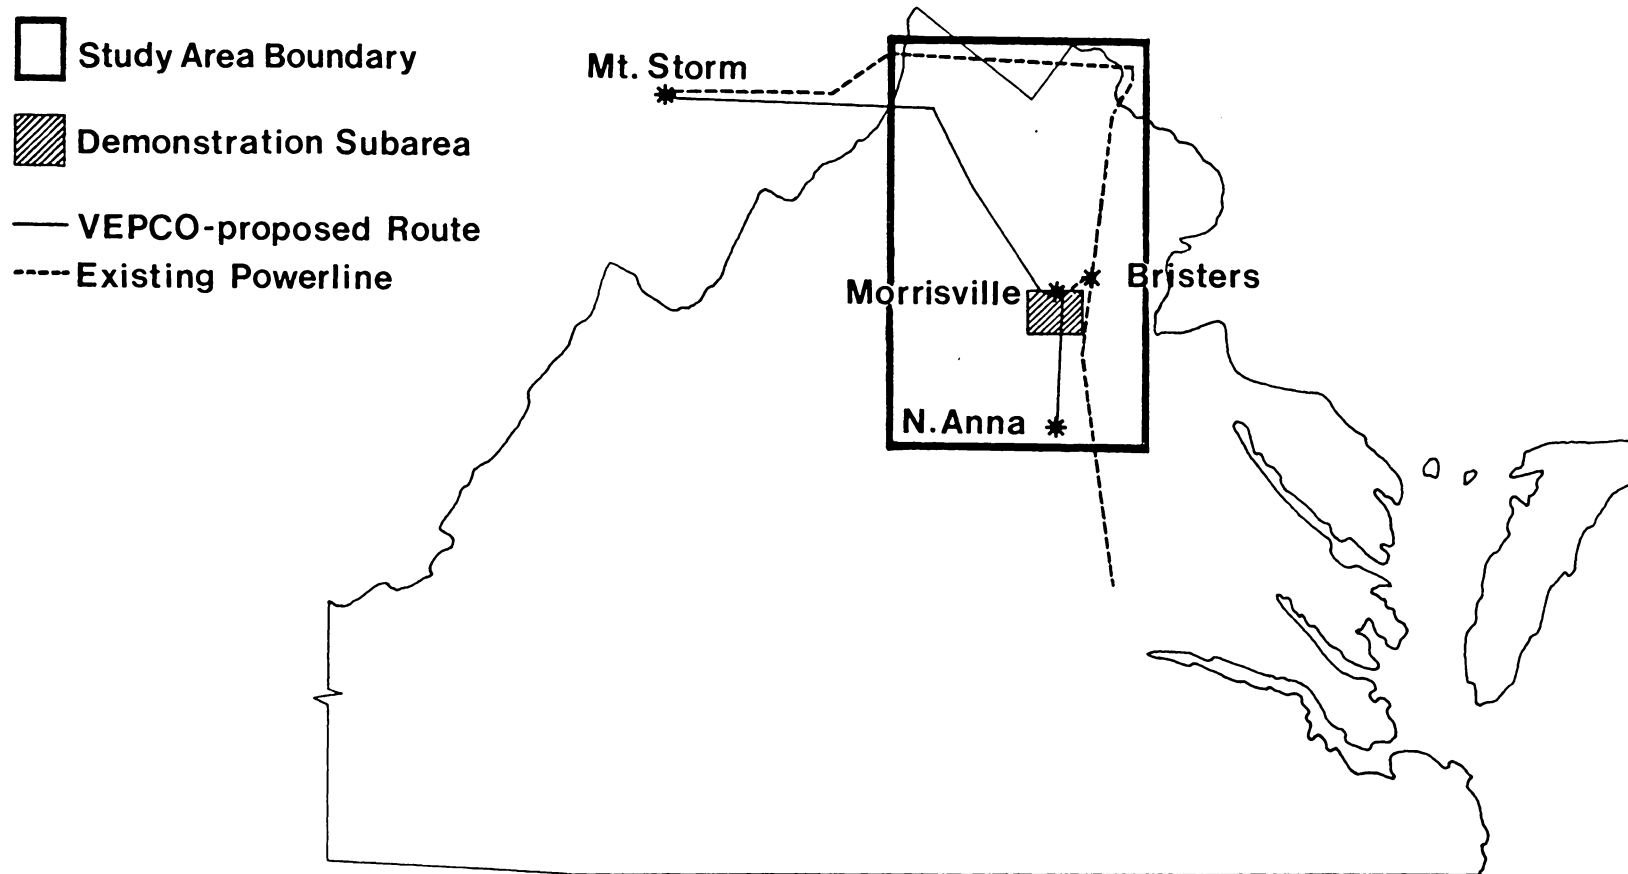 Study Area Boundary
Demonstration Subarea
VEPCO-proposed Route
Existing Powerline
Mt. Storm
Morrisville
Bristers
N. Anna